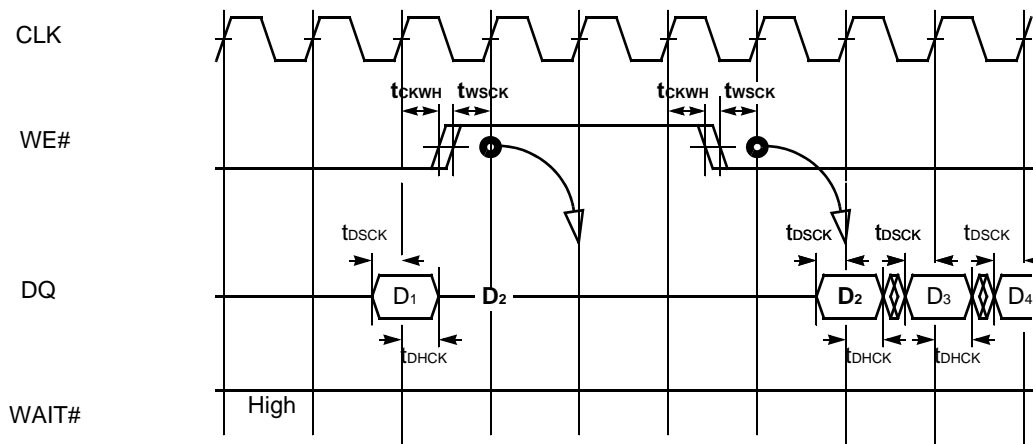 CLK
tCKWH tWSCK tCKWH tWSCK
WE#
tDSCK tDSCK tDSCK tDSCK
DQ D1 D2 D2 D3 D4
tDHCK tDHCK tDHCK
High
WAIT#